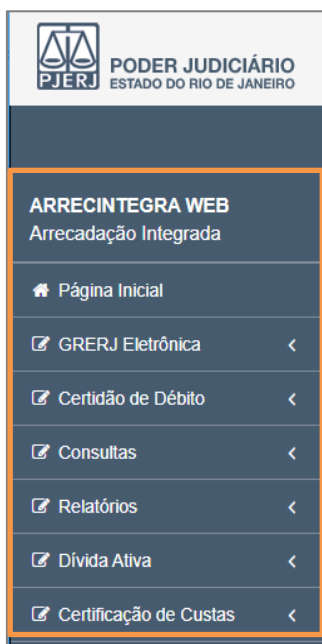 PJERJ
PODER JUDICIÁRIO
ESTADO DO RIO DE JANEIRO
ARRECINTEGRA WEB
Arrecadação Integrada
Página Inicial
GRERJ Eletrônica
Certidão de Débito
Consultas
Relatórios
Dívida Ativa
Certificação de Custas